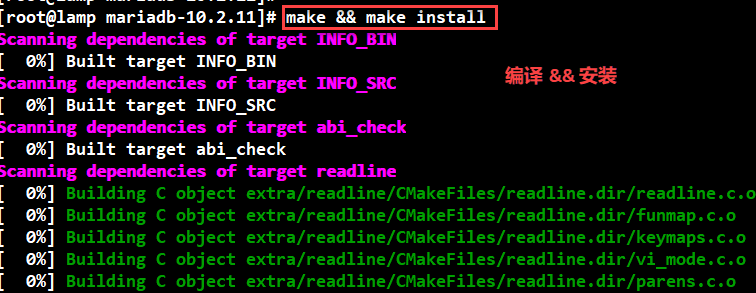 [root@lamp mariadb-10.2.11]# make && make install
Scanning dependencies of target INFO_BIN
[  0%] Built target INFO_BIN
编译 && 安装
Scanning dependencies of target INFO_SRC
[  0%] Built target INFO_SRC
Scanning dependencies of target abi_check
[  0%] Built target abi_check
Scanning dependencies of target readline
[  0%] Building C object extra/readline/CMakeFiles/readline.dir/readline.c.o
[  0%] Building C object extra/readline/CMakeFiles/readline.dir/funmap.c.o
[  0%] Building C object extra/readline/CMakeFiles/readline.dir/keymaps.c.o
[  0%] Building C object extra/readline/CMakeFiles/readline.dir/vi_mode.c.o
[  0%] Building C object extra/readline/CMakeFiles/readline.dir/parens.c.o